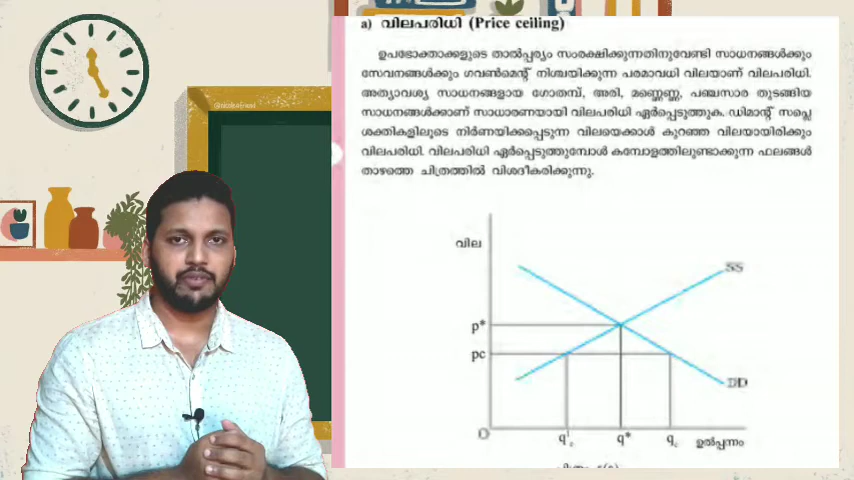 a) വിലപരിധി (Price ceiling)
ഉപഭോക്താക്കളുടെ താൽപ്പര്യം സംരക്ഷിക്കുന്നതിനുവേണ്ടി സാധനങ്ങൾക്കും
സേവനങ്ങൾക്കും ഗവൺമെന്റ് നിശ്ചയിക്കുന്ന പരമാവധി വിലയാണ് വിലപരിധി.
അത്യാവശ്യ സാധനങ്ങളായ ഗോതമ്പ്, അരി, മണ്ണെണ്ണ, പഞ്ചസാര തുടങ്ങിയ
സാധനങ്ങൾക്കാണ് സാധാരണയായി വിലപരിധി ഏർപ്പെടുത്തുക. ഡിമാന്റ് സപ്ലൈ
ശക്തികളിലൂടെ നിർണയിക്കപ്പെടുന്ന വിലയെക്കാൾ കുറഞ്ഞ വിലയായിരിക്കും
വിലപരിധി. വിലപരിധി ഏർപ്പെടുത്തുമ്പോൾ കമ്പോളത്തിലുണ്ടാക്കുന്ന ഫലങ്ങൾ
താഴത്തെ ചിത്രത്തിൽ വിശദീകരിക്കുന്നു.
വില
SS
p*
pc
DD
O
q'c
q*
qc
ഉൽപ്പന്നം